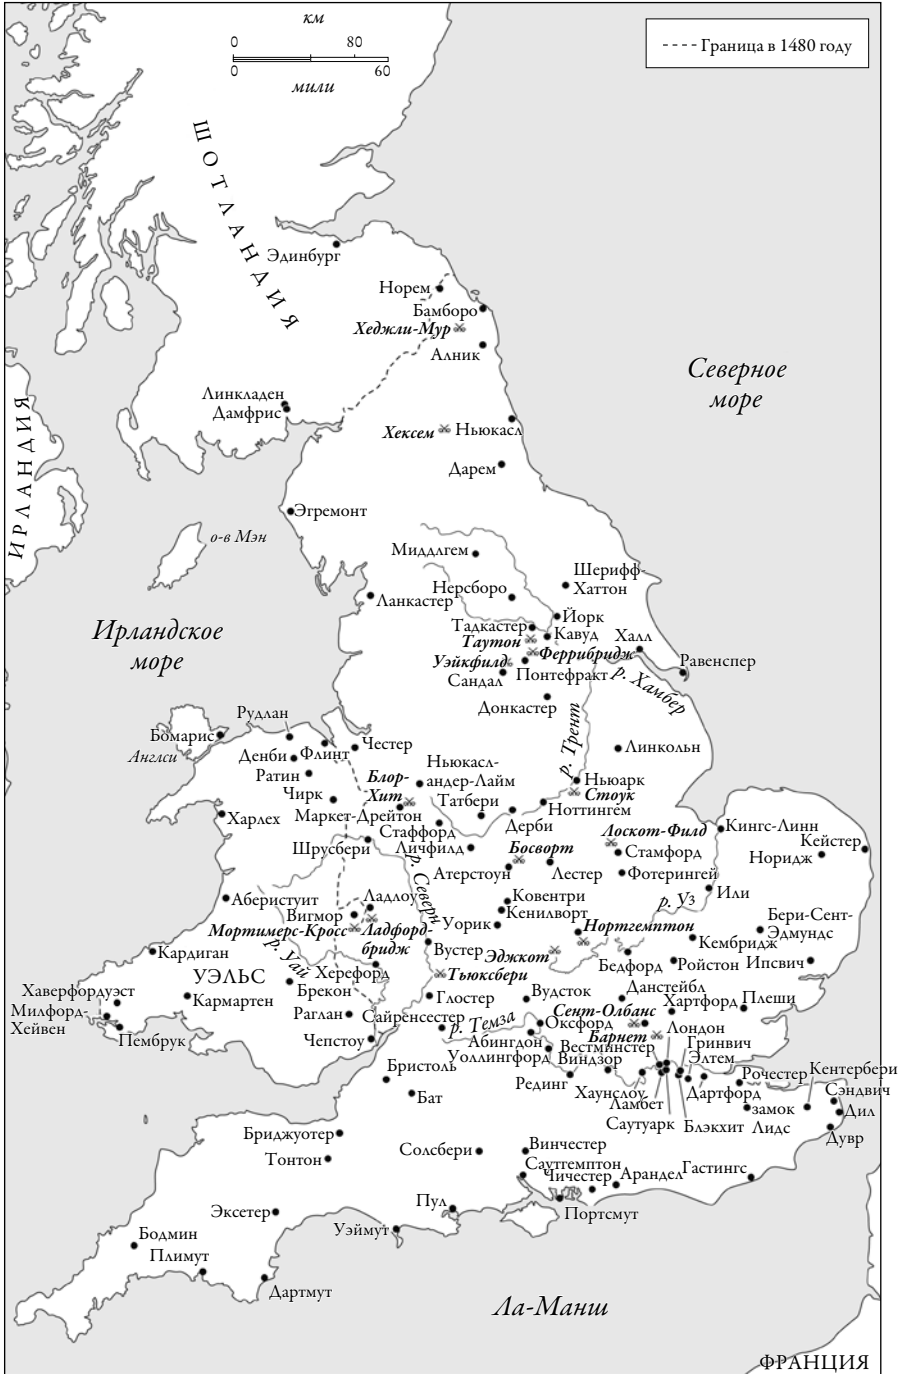 км
0 80
0 60
мили
Граница в 1480 году
ШОТЛАНДИЯ
Эдинбург
Норем
Бамборо
Хеджли-Мур
Алник
Северное
море
Линкладен
Дамфрис
Хексем
Ньюкасл
Дарем
ИРЛАНДИЯ
Эгремонт
о-в Мэн
Миддлгем
Шерифф-
Хаттон
Нерсборо
Ланкастер
Йорк
Тадкастер
Кавуд
Таутон
Халл
Ферриbридж
Уэйкфилд
Равенспер
Понтефракт
Сандал
р. Хамбер
Ирландское
море
Донкастер
Рудлан
Бомарис
Англси
Денби
Флинт
Честер
р. Трент
Линкольн
Ратин
Ньюкасл-
андер-Лайм
Блор-
Хит
Ньюарк
Стоук
Чирк
Татбери
Ноттингем
Харлех
Маркет-Дрейтон
Дерби
Стаффорд
Лоскот-Филд
Кингс-Линн
Кейстер
Шрусбери
Личфилд
Босворт
Стамфорд
Норидж
р. Северн
Атерстоун
Лестер
Фотерингей
Или
р. Уз
Аберистуит
Ладлоу
Ковентри
Кенилворт
Вигмор
Уорик
Бери-Сент-
Эдмундс
Мортимерс-Кросс
Ладфорд-
бридж
Нортгемптон
Кембридж
р. Уай
Вустер
Эджкот
Кардиган
Бедфорд
Ройстон
Ипсвич
УЭЛЬС
Херефорд
Тьюксбери
Хаверфордуэст
Кармартен
Брекон
Глостер
Вудсток
Данстейбл
Милфорд-
Хейвен
Хартфорд
Плеши
Раглан
Сайренсестер
р. Темза
Сент-Олбанс
Оксфорд
Пембрук
Чепстоу
Абингдон
Барнет
Лондон
Уоллингфорд
Вестминстер
Гринвич
Виндзор
Элтем
Бристоль
Рединг
Рочестер
Кентербери
Хаунслоу
Дартфорд
Сэндвич
Бат
Ламбет
замок
Лидс
Дил
Саутуарк
Блэкхит
Дувр
Бриджуотер
Тонтон
Солсбери
Винчестер
Саутгемптон
Чичестер
Арандел
Гастингс
Эксетер
Пул
Портсмут
Уэймут
Бодмин
Плимут
Дартмут
Ла-Манш
ФРАНЦИЯ